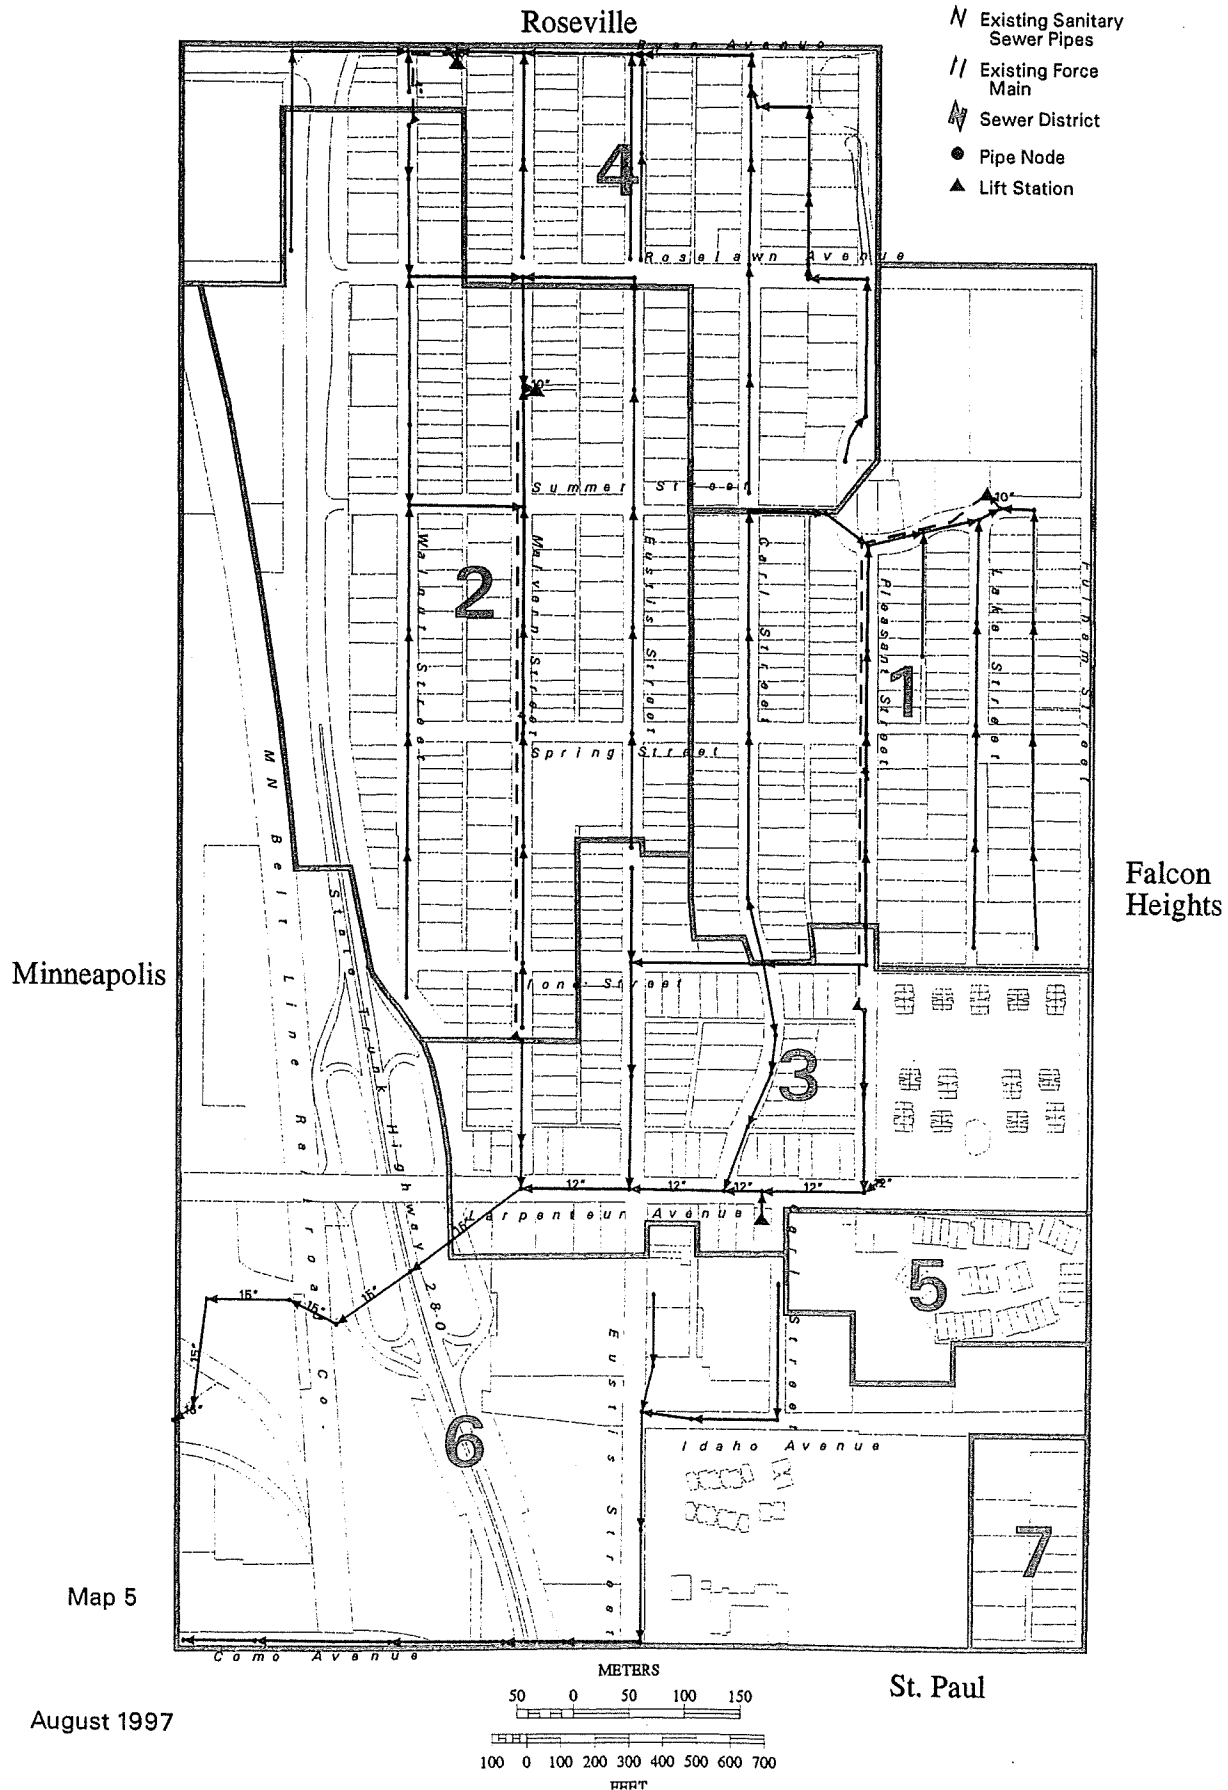 Roseville
Existing Sanitary
Sewer Pipes
Existing Force
Main
Sewer District
Pipe Node
Lift Station
Ryan Avenue
4
Roselawn Avenue
10"
Summer Street
10"
Walnut Street
Malvern Street
Eustis Street
Carl Street
Pleasant Street
Lake Street
Fulham Street
2
1
Spring Street
MN Belt Line Railroad Co.
State Trunk Highway 280
Falcon
Heights
Minneapolis
Ione Street
3
12"
12"
12"
12"
12"
Larpenteur Avenue
15"
15"
15"
15"
15"
15"
Carl Street
Eustis Street
5
6
Idaho Avenue
7
Map 5
Como Avenue
METERS
50 0 50 100 150
St. Paul
August 1997
100 0 100 200 300 400 500 600 700
FEET